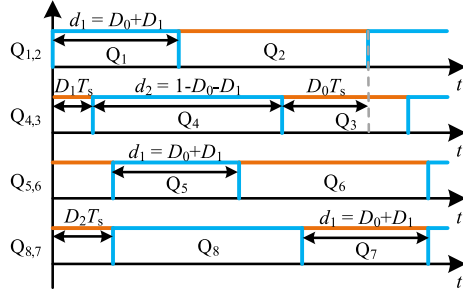 d₁ = D₀+D₁
Q₁,₂ Q₁ Q₂
t
D₁Tₛ d₂ = 1-D₀-D₁ D₀Tₛ
Q₄,₃ Q₄ Q₃
t
d₁ = D₀+D₁
Q₅,₆ Q₅ Q₆
t
D₂Tₛ d₁ = D₀+D₁
Q₈,₇ Q₈ Q₇
t